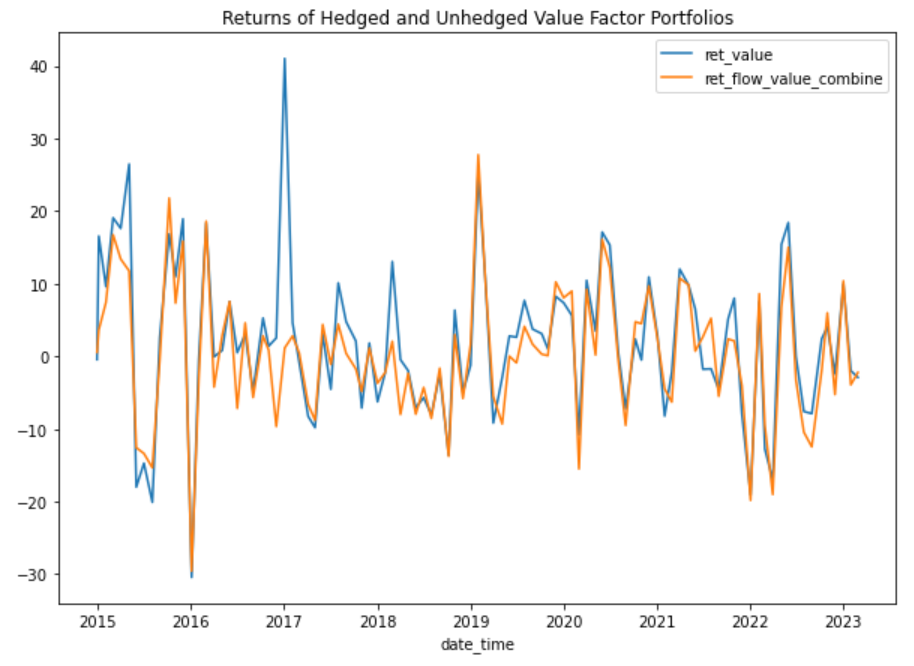 Returns of Hedged and Unhedged Value Factor Portfolios
ret_value
ret_flow_value_combine
40
30
20
10
0
−10
−20
−30
2015 2016 2017 2018 2019 2020 2021 2022 2023
date_time